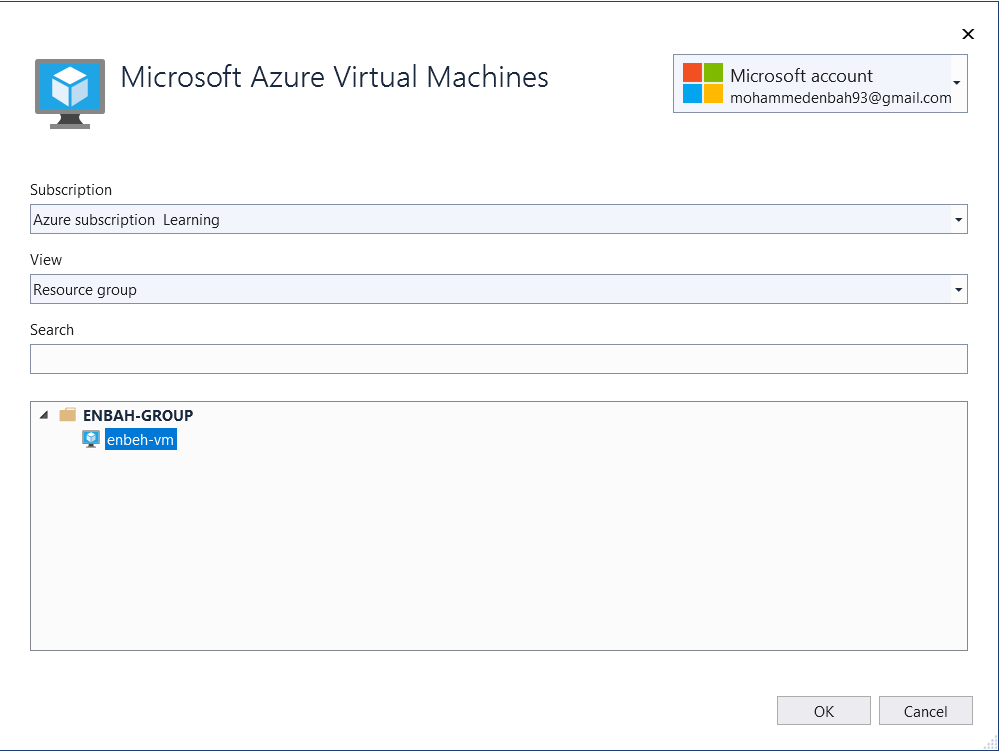 Microsoft Azure Virtual Machines
Microsoft account
mohammedenbah93@gmail.com
Subscription
Azure subscription  Learning
View
Resource group
Search
ENBAH-GROUP
enbeh-vm
OK
Cancel